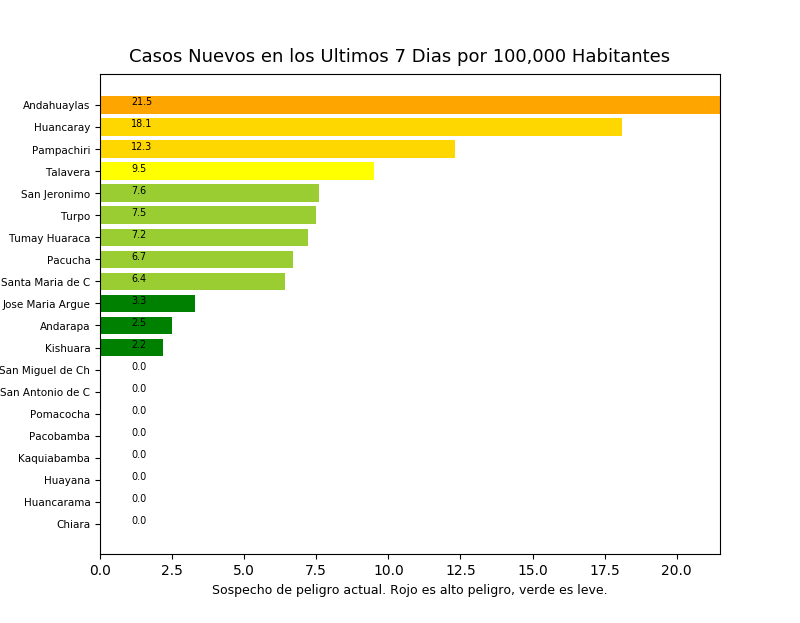 Casos Nuevos en los Ultimos 7 Dias por 100,000 Habitantes
Andahuaylas 21.5
Huancaray 18.1
Pampachiri 12.3
Talavera 9.5
San Jeronimo 7.6
Turpo 7.5
Tumay Huaraca 7.2
Pacucha 6.7
Santa Maria de C 6.4
Jose Maria Argue 3.3
Andarapa 2.5
Kishuara 2.2
San Miguel de Ch 0.0
San Antonio de C 0.0
Pomacocha 0.0
Pacobamba 0.0
Kaquiabamba 0.0
Huayana 0.0
Huancarama 0.0
Chiara 0.0
0.0 2.5 5.0 7.5 10.0 12.5 15.0 17.5 20.0
Sospecho de peligro actual. Rojo es alto peligro, verde es leve.